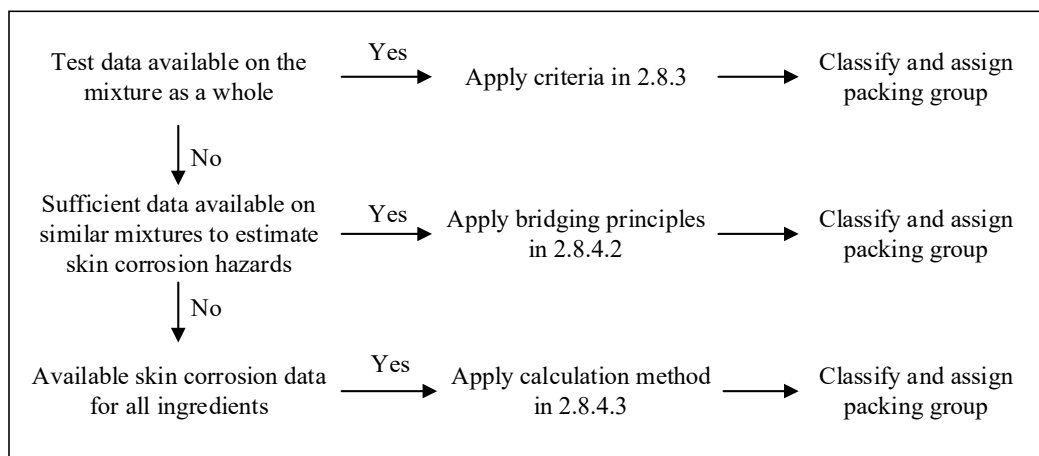 Test data available on the
mixture as a whole
Yes
Apply criteria in 2.8.3
Classify and assign
packing group
No
Sufficient data available on
similar mixtures to estimate
skin corrosion hazards
Yes
Apply bridging principles
in 2.8.4.2
Classify and assign
packing group
No
Available skin corrosion data
for all ingredients
Yes
Apply calculation method
in 2.8.4.3
Classify and assign
packing group